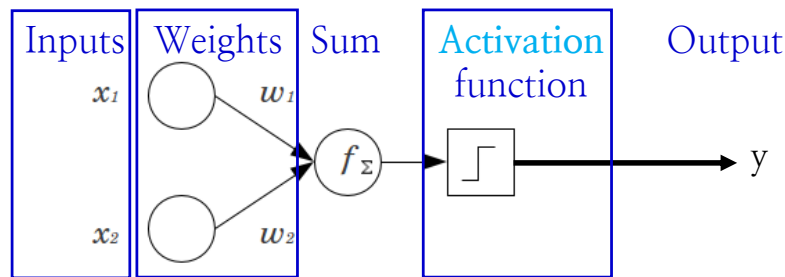 Inputs Weights Sum Activation Output
function
x1 w1
fΣ y
x2 w2